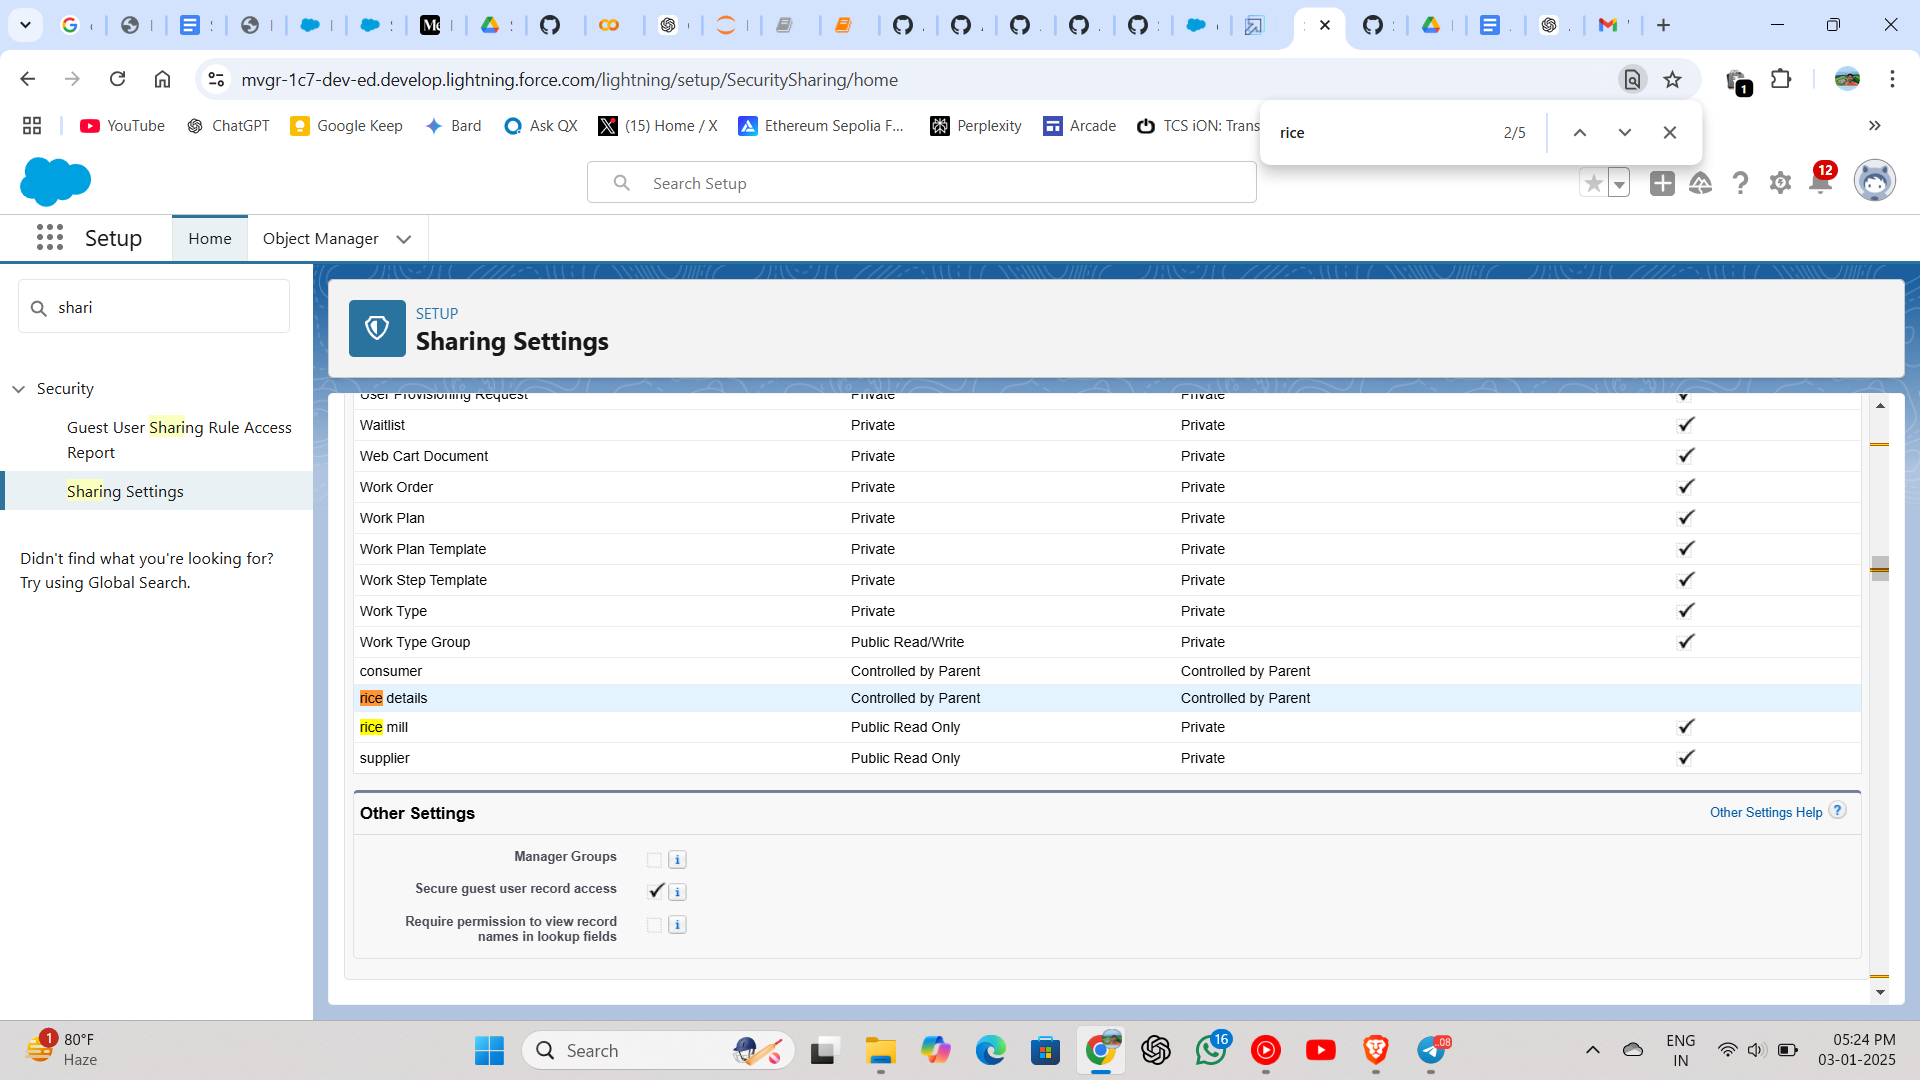 mvgr-1c7-dev-ed.develop.lightning.force.com/lightning/setup/SecuritySharing/home
1
YouTube
ChatGPT
Google Keep
Bard
Ask QX
(15) Home / X
Ethereum Sepolia F...
Perplexity
Arcade
TCS iON: Trans
rice
2/5
Search Setup
12
Setup
Home
Object Manager
shari
Security
Guest User Sharing Rule Access
Report
Sharing Settings
Didn't find what you're looking for?
Try using Global Search.
SETUP
Sharing Settings
User Provisioning Request Private Private
Waitlist Private Private
Web Cart Document Private Private
Work Order Private Private
Work Plan Private Private
Work Plan Template Private Private
Work Step Template Private Private
Work Type Private Private
Work Type Group Public Read/Write Private
consumer Controlled by Parent Controlled by Parent
rice details Controlled by Parent Controlled by Parent
rice mill Public Read Only Private
supplier Public Read Only Private
Other Settings
Other Settings Help ?
Manager Groups
Secure guest user record access
Require permission to view record
names in lookup fields
1
80°F
Haze
Search
16
.08
ENG
IN
05:24 PM
03-01-2025